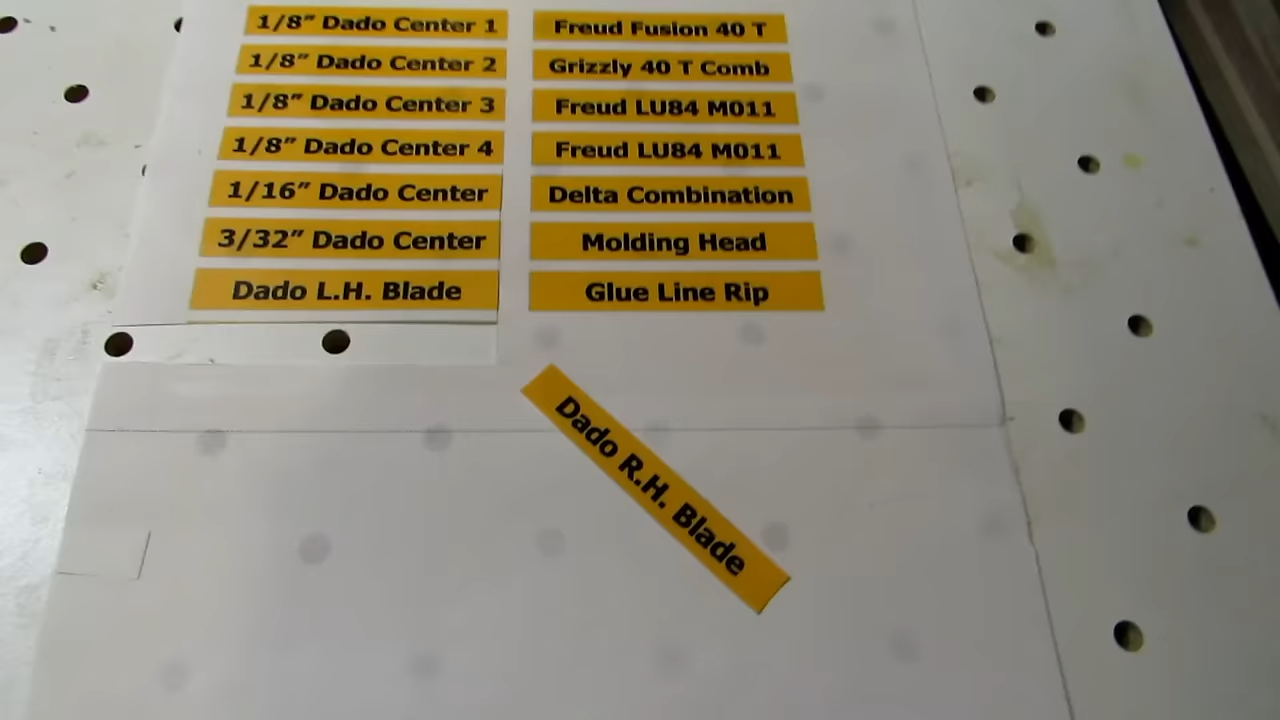 1/8” Dado Center 1
1/8” Dado Center 2
1/8” Dado Center 3
1/8” Dado Center 4
1/16” Dado Center
3/32” Dado Center
Dado L.H. Blade
Freud Fusion 40 T
Grizzly 40 T Comb
Freud LU84 M011
Freud LU84 M011
Delta Combination
Molding Head
Glue Line Rip
Dado R.H. Blade